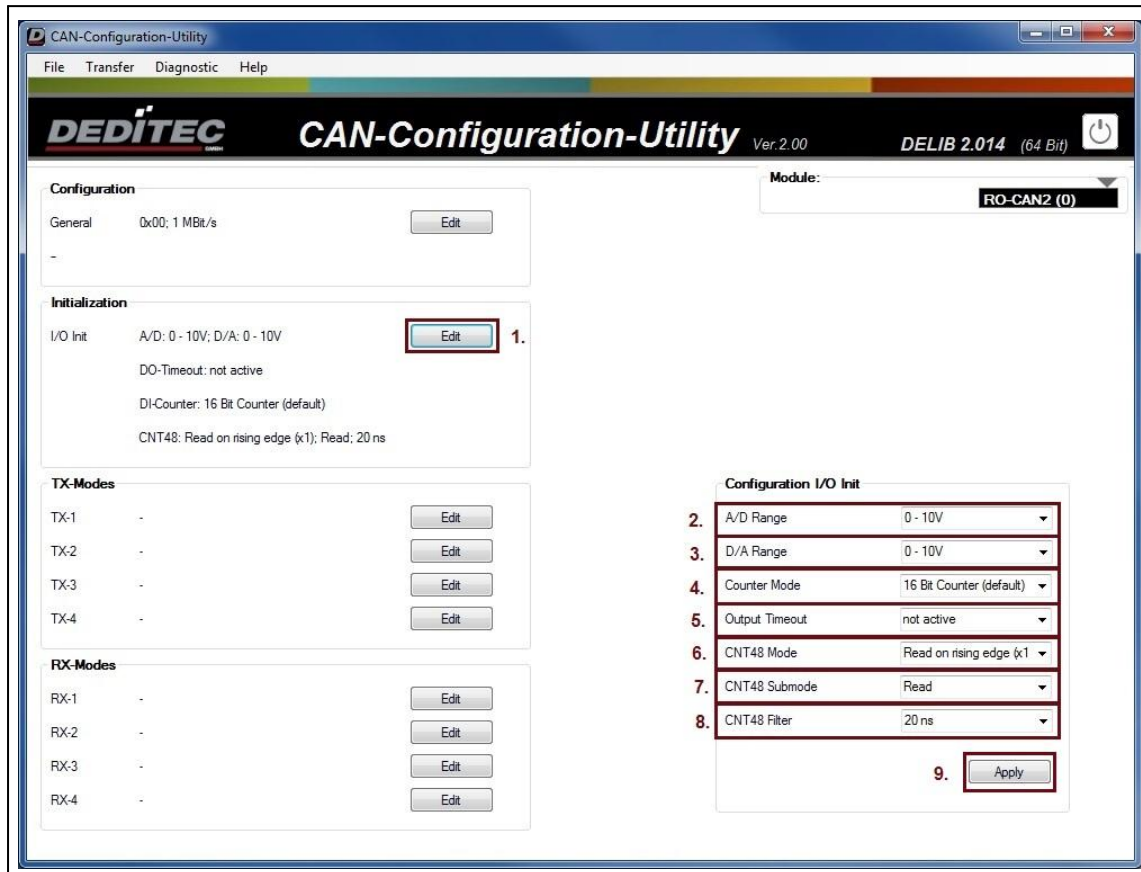 CAN-Configuration-Utility
File Transfer Diagnostic Help
DEDITEC GMBH CAN-Configuration-Utility Ver.2.00 DELIB 2.014 (64 Bit)
Module:
RO-CAN2 (0)
Configuration
General 0x00; 1 MBit/s Edit
-
Initialization
I/O Init A/D: 0 - 10V; D/A: 0 - 10V Edit 1.
DO-Timeout: not active
DI-Counter: 16 Bit Counter (default)
CNT48: Read on rising edge (x1); Read; 20 ns
TX-Modes
TX-1 - Edit
TX-2 - Edit
TX-3 - Edit
TX-4 - Edit
RX-Modes
RX-1 - Edit
RX-2 - Edit
RX-3 - Edit
RX-4 - Edit
Configuration I/O Init
2. A/D Range 0 - 10V
3. D/A Range 0 - 10V
4. Counter Mode 16 Bit Counter (default)
5. Output Timeout not active
6. CNT48 Mode Read on rising edge (x1
7. CNT48 Submode Read
8. CNT48 Filter 20 ns
9. Apply